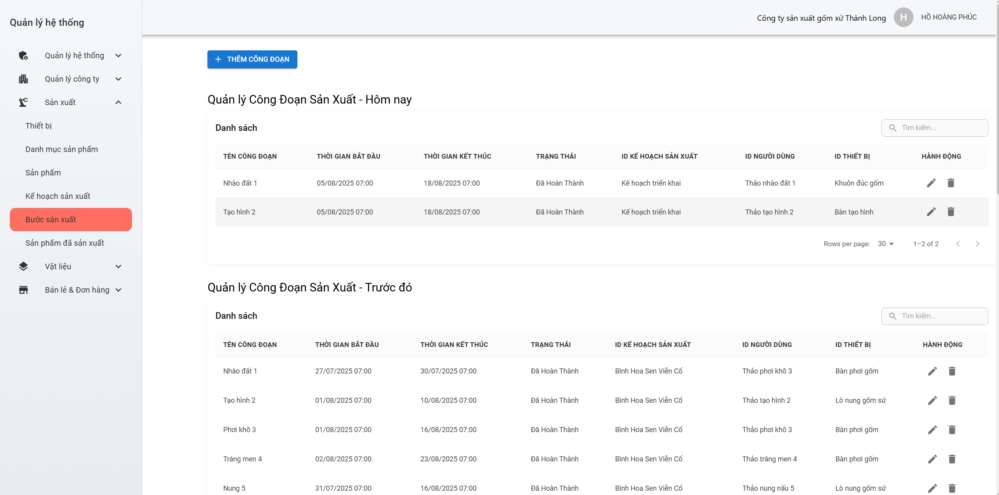 Quản lý hệ thống
Quản lý hệ thống
Quản lý công ty
Sản xuất
Thiết bị
Danh mục sản phẩm
Sản phẩm
Kế hoạch sản xuất
Bước sản xuất
Sản phẩm đã sản xuất
Vật liệu
Bán lẻ & Đơn hàng
Công ty sản xuất gốm xứ Thành Long H HỒ HOÀNG PHÚC
THÊM CÔNG ĐOẠN
Quản lý Công Đoạn Sản Xuất - Hôm nay
Danh sách Tìm kiếm...
TÊN CÔNG ĐOẠN THỜI GIAN BẮT ĐẦU THỜI GIAN KẾT THÚC TRẠNG THÁI ID KẾ HOẠCH SẢN XUẤT ID NGƯỜI DÙNG ID THIẾT BỊ HÀNH ĐỘNG
Nhào đất 1 05/08/2025 07:00 18/08/2025 07:00 Đã Hoàn Thành Kế hoạch triển khai Thảo nhào đất 1 Khuôn đúc gốm
Tạo hình 2 05/08/2025 07:00 18/08/2025 07:00 Đã Hoàn Thành Kế hoạch triển khai Thảo tạo hình 2 Bàn tạo hình
Rows per page: 30 1–2 of 2
Quản lý Công Đoạn Sản Xuất - Trước đó
Danh sách Tìm kiếm...
TÊN CÔNG ĐOẠN THỜI GIAN BẮT ĐẦU THỜI GIAN KẾT THÚC TRẠNG THÁI ID KẾ HOẠCH SẢN XUẤT ID NGƯỜI DÙNG ID THIẾT BỊ HÀNH ĐỘNG
Nhào đất 1 27/07/2025 07:00 30/07/2025 07:00 Đã Hoàn Thành Bình Hoa Sen Viễn Cổ Thảo phơi khô 3 Bàn phơi gốm
Tạo hình 2 01/08/2025 07:00 10/08/2025 07:00 Đã Hoàn Thành Bình Hoa Sen Viễn Cổ Thảo tạo hình 2 Lò nung gốm sứ
Phơi khô 3 01/08/2025 07:00 16/08/2025 07:00 Đã Hoàn Thành Bình Hoa Sen Viễn Cổ Thảo phơi khô 3 Bàn phơi gốm
Tráng men 4 02/08/2025 07:00 23/08/2025 07:00 Đã Hoàn Thành Bình Hoa Sen Viễn Cổ Thảo tráng men 4 Bàn phơi gốm
Nung 5 31/07/2025 07:00 16/08/2025 07:00 Đã Hoàn Thành Bình Hoa Sen Viễn Cổ Thảo nung nấu 5 Lò nung gốm sứ